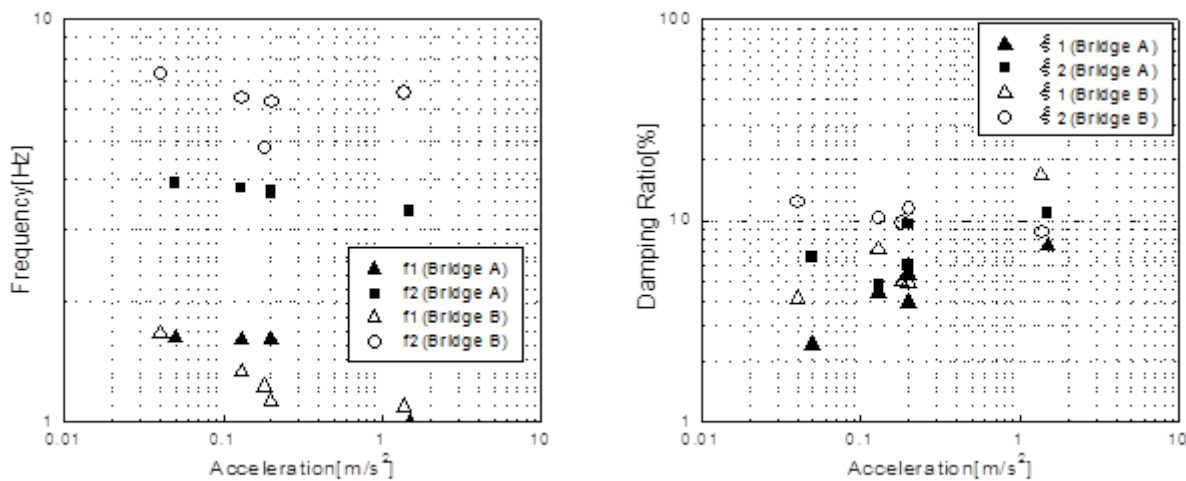 10
Frequency[Hz]
f1(Bridge A)
f2(Bridge A)
f1(Bridge B)
f2(Bridge B)
1
0.01
0.1
1
10
Acceleration[m/s²]
100
Damping Ratio[%]
ξ1(Bridge A)
ξ2(Bridge A)
ξ1(Bridge B)
ξ2(Bridge B)
10
1
0.01
0.1
1
10
Acceleration[m/s²]